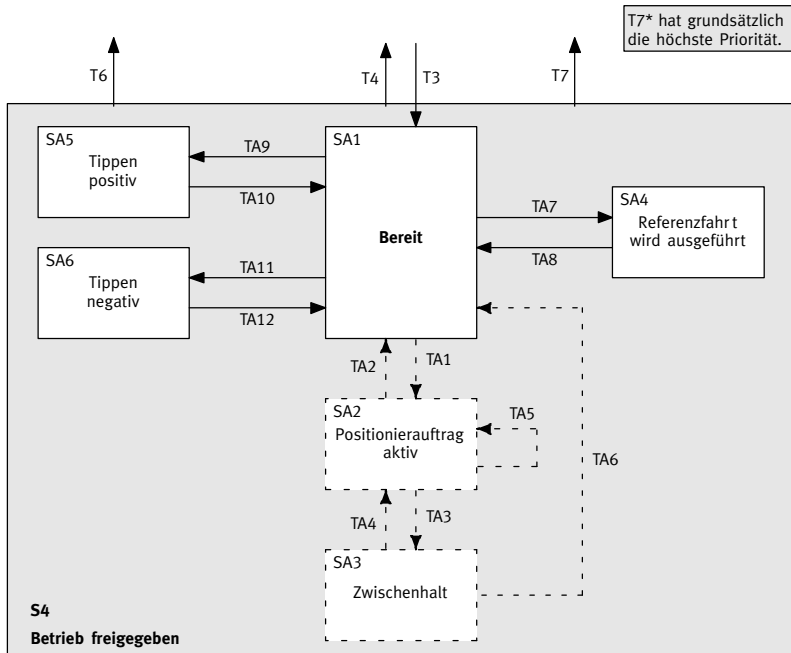 T7* hat grundsätzlich
die höchste Priorität.
T6
T4
T3
T7
SA5
Tippen
positiv
TA9
TA10
SA1
Bereit
TA7
TA8
SA4
Referenzfahrt
wird ausgeführt
SA6
Tippen
negativ
TA11
TA12
TA2
TA1
SA2
Positionierauftrag
aktiv
TA5
TA6
TA4
TA3
SA3
Zwischenhalt
S4
Betrieb freigegeben